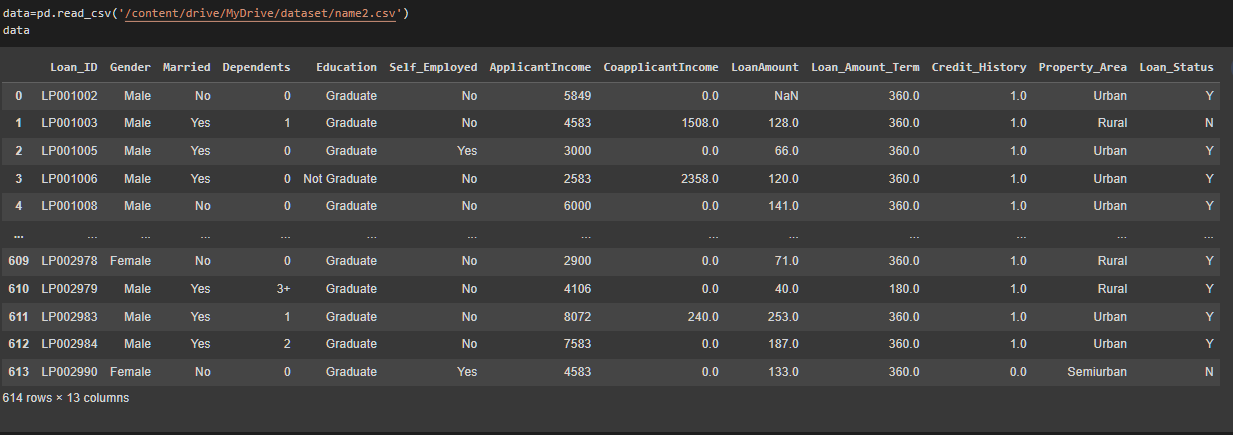 data=pd.read_csv('/content/drive/MyDrive/dataset/name2.csv')
data
Loan_ID Gender Married Dependents Education Self_Employed ApplicantIncome CoapplicantIncome LoanAmount Loan_Amount_Term Credit_History Property_Area Loan_Status
0 LP001002 Male No 0 Graduate No 5849 0.0 NaN 360.0 1.0 Urban Y
1 LP001003 Male Yes 1 Graduate No 4583 1508.0 128.0 360.0 1.0 Rural N
2 LP001005 Male Yes 0 Graduate Yes 3000 0.0 66.0 360.0 1.0 Urban Y
3 LP001006 Male Yes 0 Not Graduate No 2583 2358.0 120.0 360.0 1.0 Urban Y
4 LP001008 Male No 0 Graduate No 6000 0.0 141.0 360.0 1.0 Urban Y
... ... ... ... ... ... ... ... ... ... ... ... ... ...
609 LP002978 Female No 0 Graduate No 2900 0.0 71.0 360.0 1.0 Rural Y
610 LP002979 Male Yes 3+ Graduate No 4106 0.0 40.0 180.0 1.0 Rural Y
611 LP002983 Male Yes 1 Graduate No 8072 240.0 253.0 360.0 1.0 Urban Y
612 LP002984 Male Yes 2 Graduate No 7583 0.0 187.0 360.0 1.0 Urban Y
613 LP002990 Female No 0 Graduate Yes 4583 0.0 133.0 360.0 0.0 Semiurban N
614 rows × 13 columns